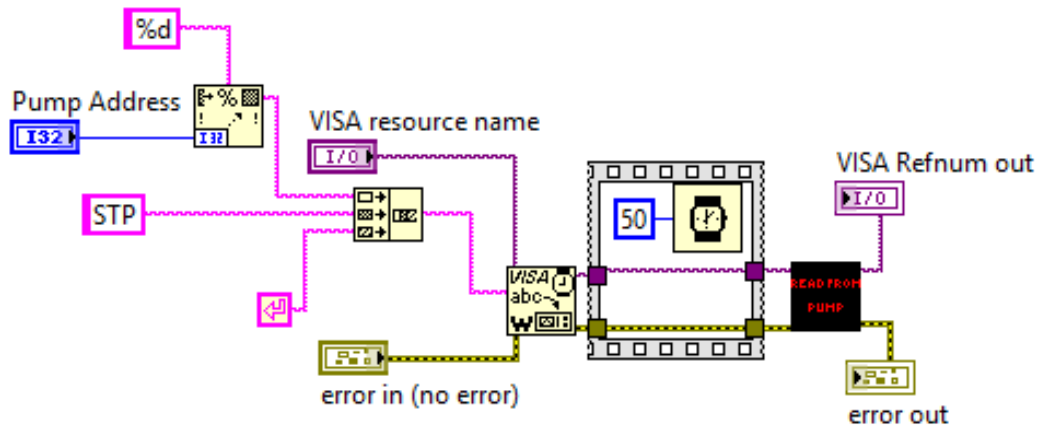 %d
Pump Address
I32
% 
! !
I32
VISA resource name
I/O
VISA Refnum out
I/O
STP
50
VISA
abc
W
READ FROM
PUMP
error in (no error)
error out